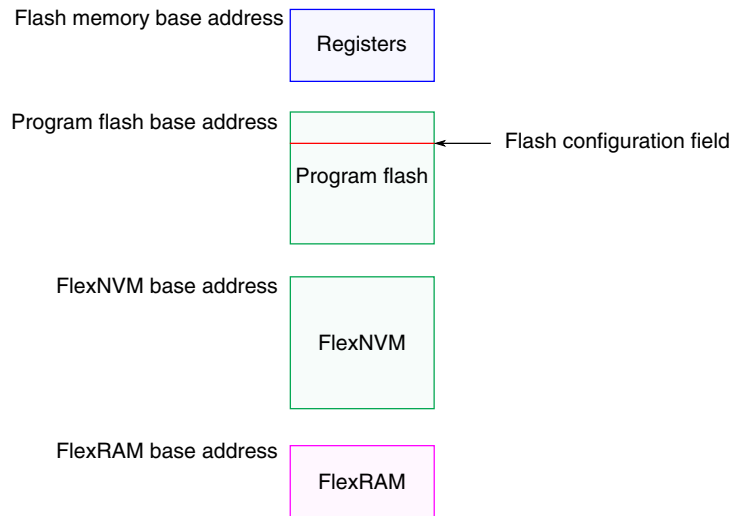 Flash memory base address
Registers
Program flash base address
Flash configuration field
Program flash
FlexNVM base address
FlexNVM
FlexRAM base address
FlexRAM